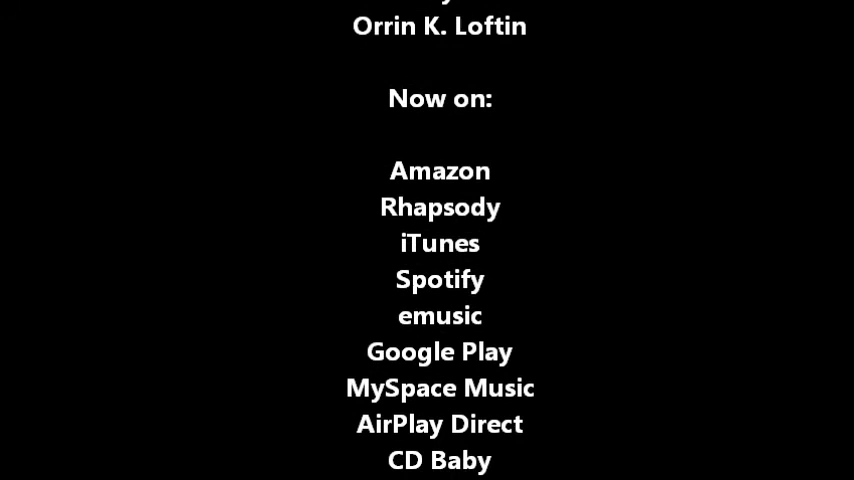 Orrin K. Loftin
Now on:
Amazon
Rhapsody
iTunes
Spotify
emusic
Google Play
MySpace Music
AirPlay Direct
CD Baby